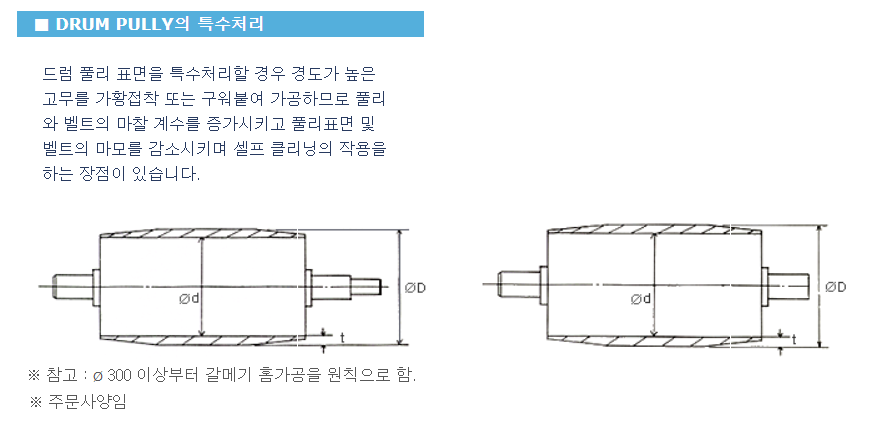 ■ DRUM PULLY의 특수처리
드럼 풀리 표면을 특수처리할 경우 경도가 높은
고무를 가황접착 또는 구워붙여 가공하므로 풀리
와 벨트의 마찰 계수를 증가시키고 풀리표면 및
벨트의 마모를 감소시키며 셀프 클리닝의 작용을
하는 장점이 있습니다.
Ød
ØD
t
Ød
ØD
t
※ 참고 : ø 300 이상부터 갈메기 홈가공을 원칙으로 함.
※ 주문사양임